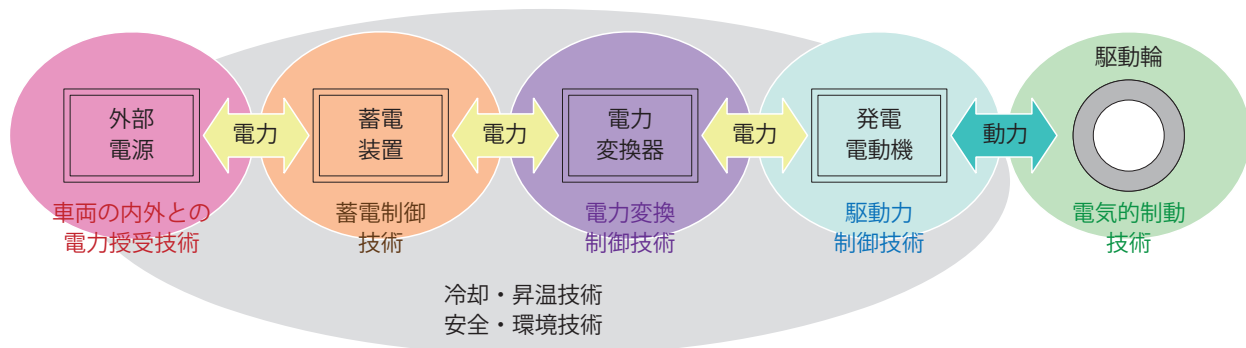 外部
電源
電力
蓄電
装置
電力
電力
変換器
電力
発電
電動機
動力
駆動輪
車両の内外との
電力授受技術
蓄電制御
技術
電力変換
制御技術
駆動力
制御技術
電気的制動
技術
冷却・昇温技術
安全・環境技術